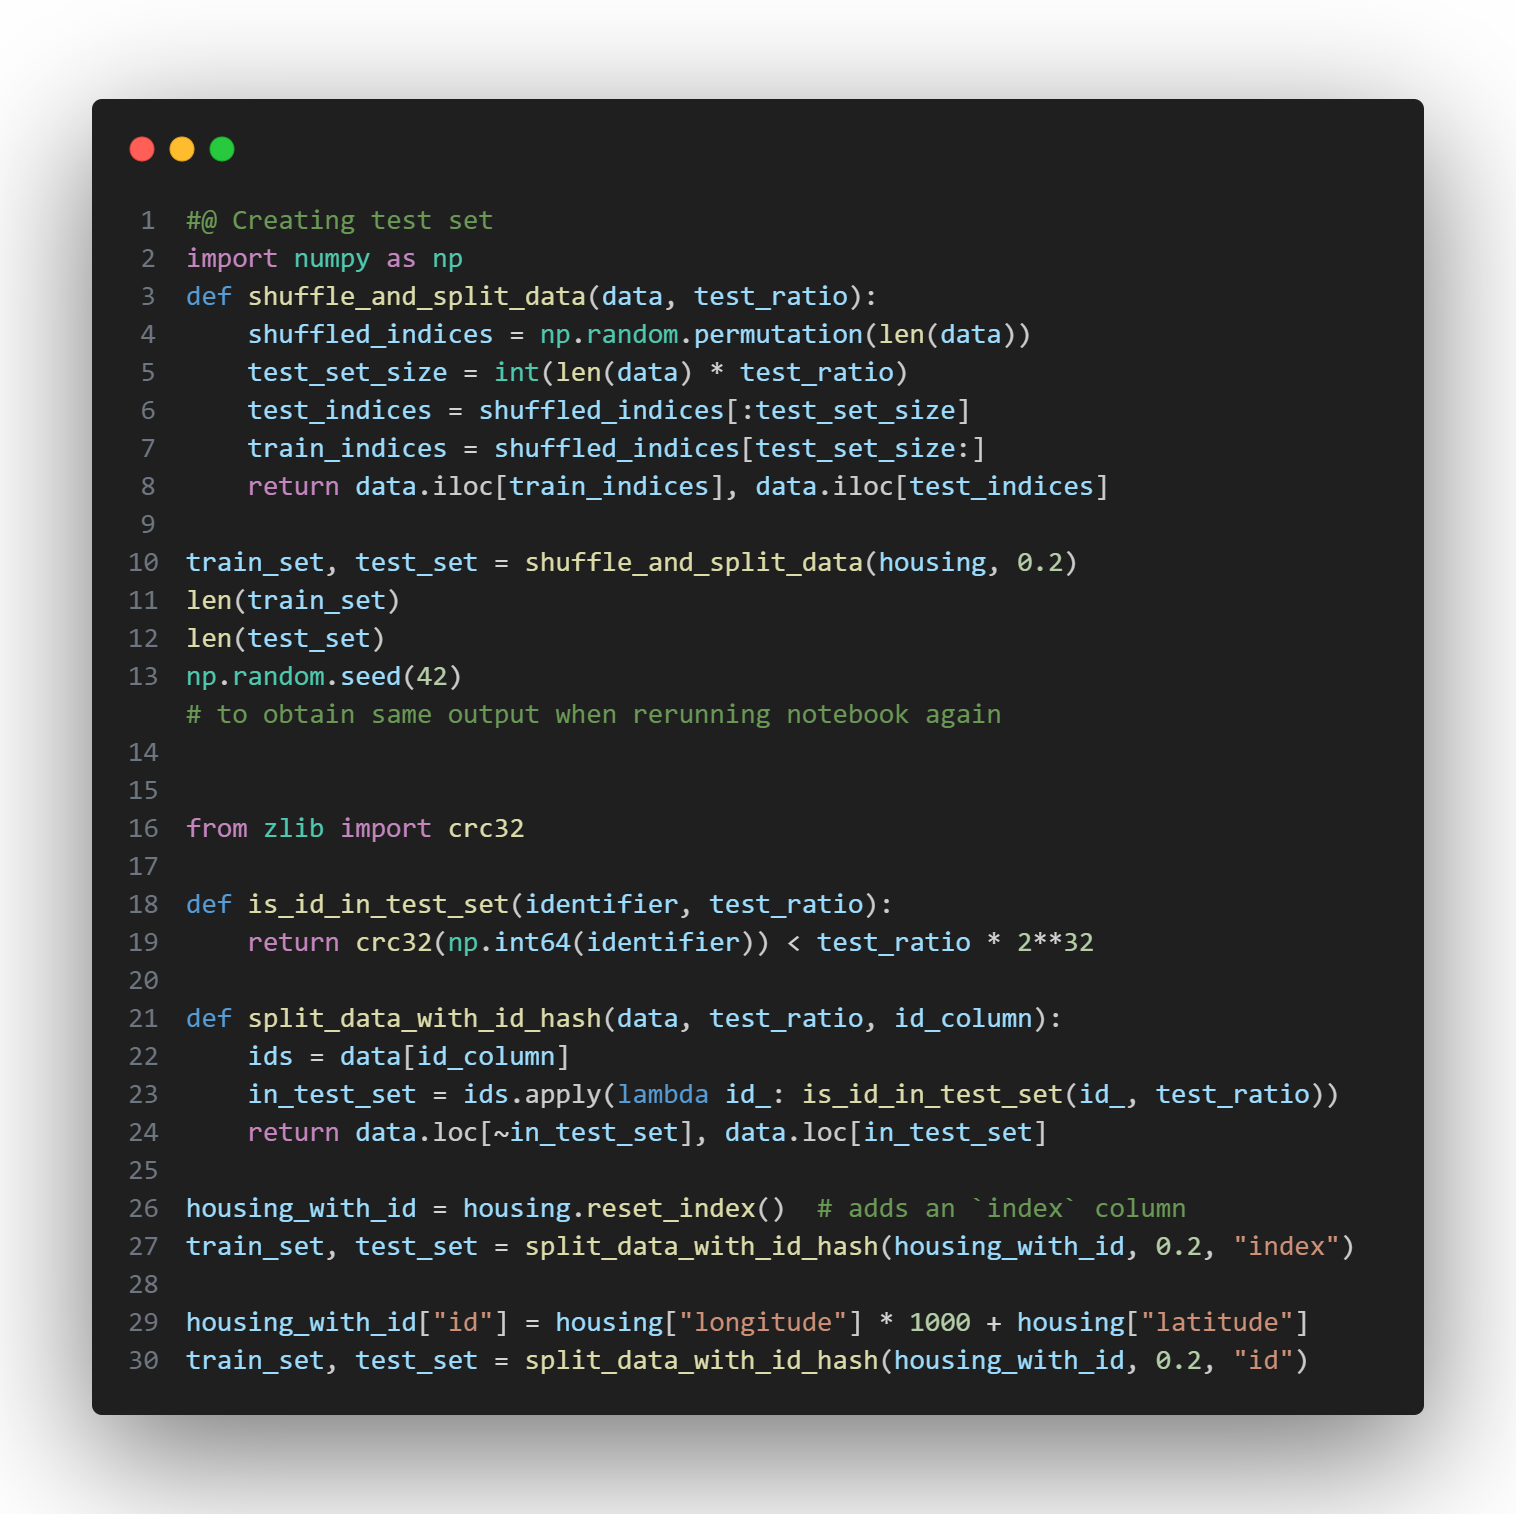 1 #@ Creating test set
2 import numpy as np
3 def shuffle_and_split_data(data, test_ratio):
4     shuffled_indices = np.random.permutation(len(data))
5     test_set_size = int(len(data) * test_ratio)
6     test_indices = shuffled_indices[:test_set_size]
7     train_indices = shuffled_indices[test_set_size:]
8     return data.iloc[train_indices], data.iloc[test_indices]
9
10 train_set, test_set = shuffle_and_split_data(housing, 0.2)
11 len(train_set)
12 len(test_set)
13 np.random.seed(42)
# to obtain same output when rerunning notebook again
14
15
16 from zlib import crc32
17
18 def is_id_in_test_set(identifier, test_ratio):
19     return crc32(np.int64(identifier)) < test_ratio * 2**32
20
21 def split_data_with_id_hash(data, test_ratio, id_column):
22     ids = data[id_column]
23     in_test_set = ids.apply(lambda id_: is_id_in_test_set(id_, test_ratio))
24     return data.loc[~in_test_set], data.loc[in_test_set]
25
26 housing_with_id = housing.reset_index()  # adds an `index` column
27 train_set, test_set = split_data_with_id_hash(housing_with_id, 0.2, "index")
28
29 housing_with_id["id"] = housing["longitude"] * 1000 + housing["latitude"]
30 train_set, test_set = split_data_with_id_hash(housing_with_id, 0.2, "id")